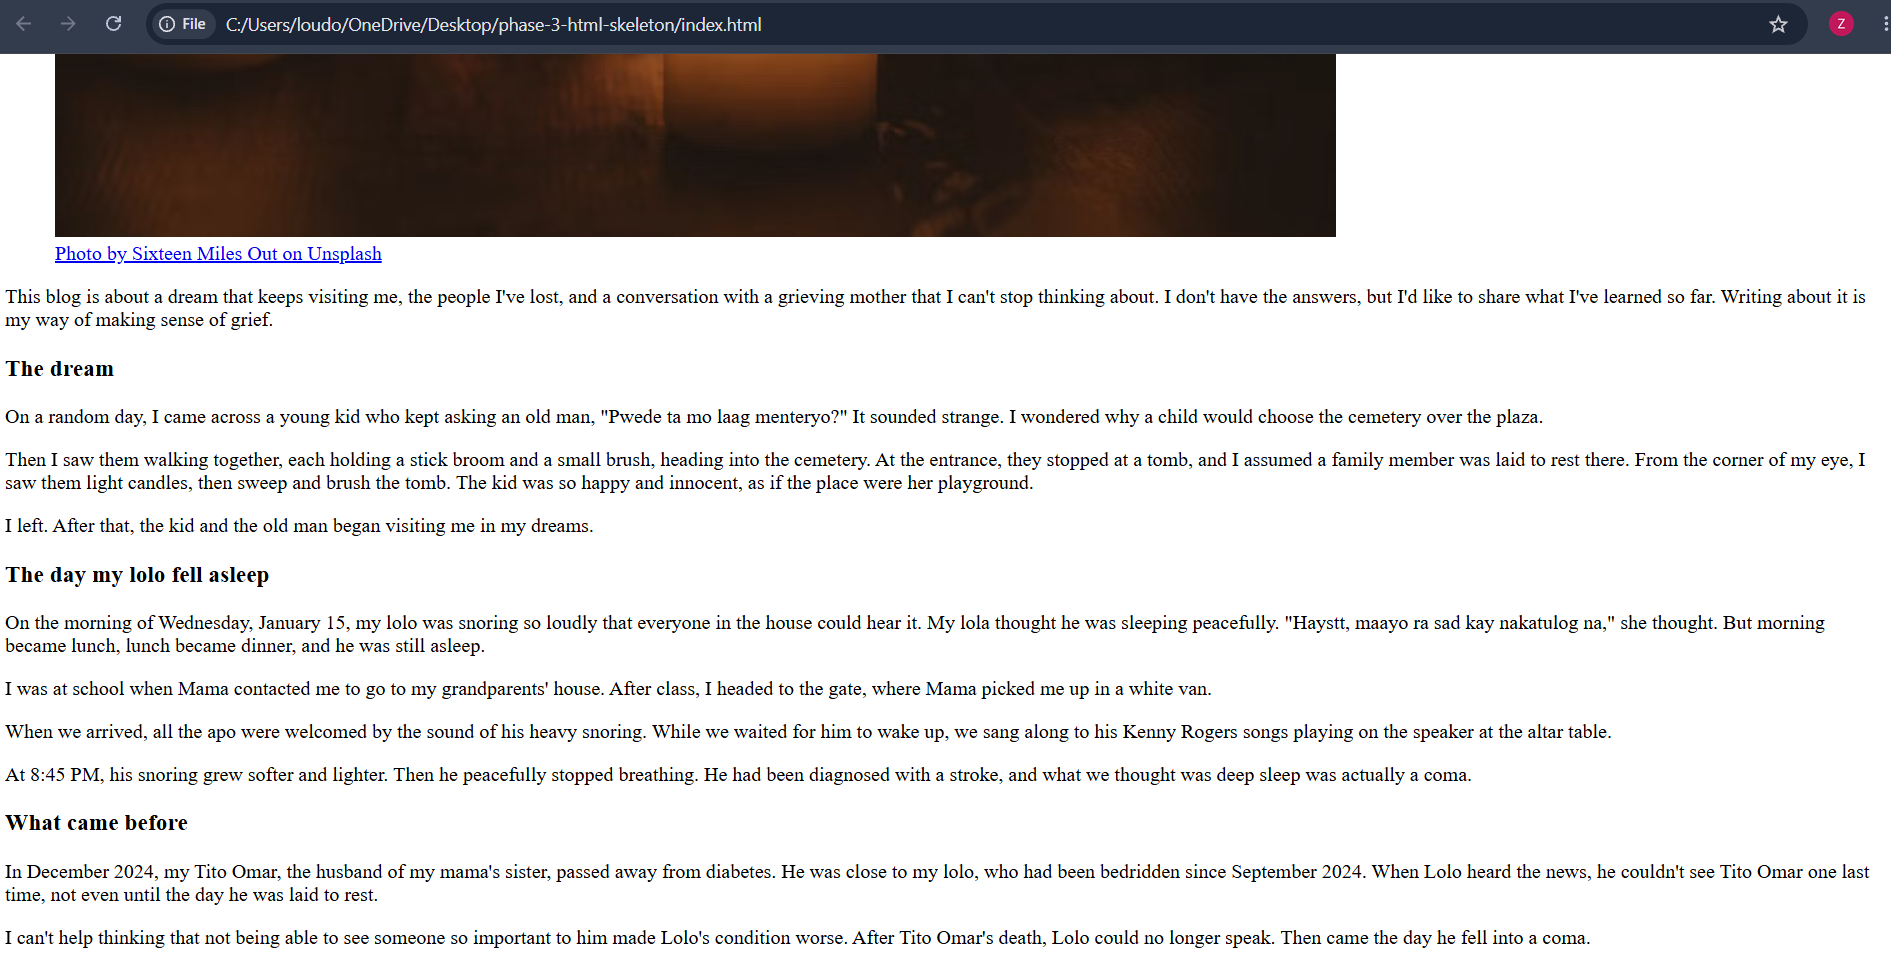 File C:/Users/loudo/OneDrive/Desktop/phase-3-html-skeleton/index.html Z
Photo by Sixteen Miles Out on Unsplash
This blog is about a dream that keeps visiting me, the people I've lost, and a conversation with a grieving mother that I can't stop thinking about. I don't have the answers, but I'd like to share what I've learned so far. Writing about it is
my way of making sense of grief.
The dream
On a random day, I came across a young kid who kept asking an old man, "Pwede ta mo laag menteryo?" It sounded strange. I wondered why a child would choose the cemetery over the plaza.
Then I saw them walking together, each holding a stick broom and a small brush, heading into the cemetery. At the entrance, they stopped at a tomb, and I assumed a family member was laid to rest there. From the corner of my eye, I
saw them light candles, then sweep and brush the tomb. The kid was so happy and innocent, as if the place were her playground.
I left. After that, the kid and the old man began visiting me in my dreams.
The day my lolo fell asleep
On the morning of Wednesday, January 15, my lolo was snoring so loudly that everyone in the house could hear it. My lola thought he was sleeping peacefully. "Haystt, maayo ra sad kay nakatulog na," she thought. But morning
became lunch, lunch became dinner, and he was still asleep.
I was at school when Mama contacted me to go to my grandparents' house. After class, I headed to the gate, where Mama picked me up in a white van.
When we arrived, all the apo were welcomed by the sound of his heavy snoring. While we waited for him to wake up, we sang along to his Kenny Rogers songs playing on the speaker at the altar table.
At 8:45 PM, his snoring grew softer and lighter. Then he peacefully stopped breathing. He had been diagnosed with a stroke, and what we thought was deep sleep was actually a coma.
What came before
In December 2024, my Tito Omar, the husband of my mama's sister, passed away from diabetes. He was close to my lolo, who had been bedridden since September 2024. When Lolo heard the news, he couldn't see Tito Omar one last
time, not even until the day he was laid to rest.
I can't help thinking that not being able to see someone so important to him made Lolo's condition worse. After Tito Omar's death, Lolo could no longer speak. Then came the day he fell into a coma.